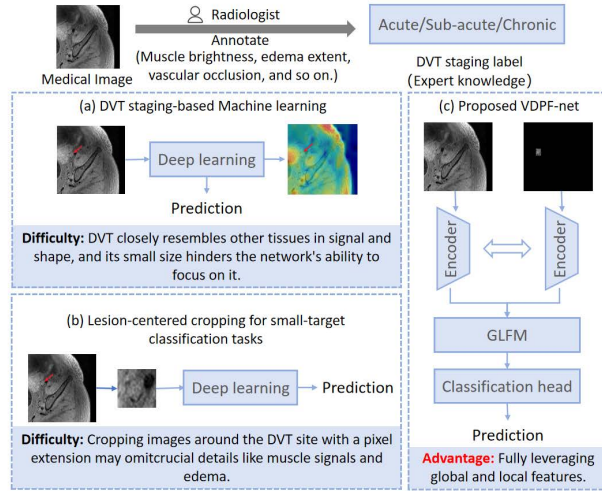 Radiologist
Annotate
(Muscle brightness, edema extent,
vascular occlusion, and so on.)
Medical Image
Acute/Sub-acute/Chronic
DVT staging label
(Expert knowledge)
(a) DVT staging-based Machine learning
Deep learning
Prediction
Difficulty: DVT closely resembles other tissues in signal and
shape, and its small size hinders the network's ability to
focus on it.
(b) Lesion-centered cropping for small-target
classification tasks
Deep learning
Prediction
Difficulty: Cropping images around the DVT site with a pixel
extension may omitcrucial details like muscle signals and
edema.
(c) Proposed VDPF-net
Encoder
Encoder
GLFM
Classification head
Prediction
Advantage: Fully leveraging
global and local features.